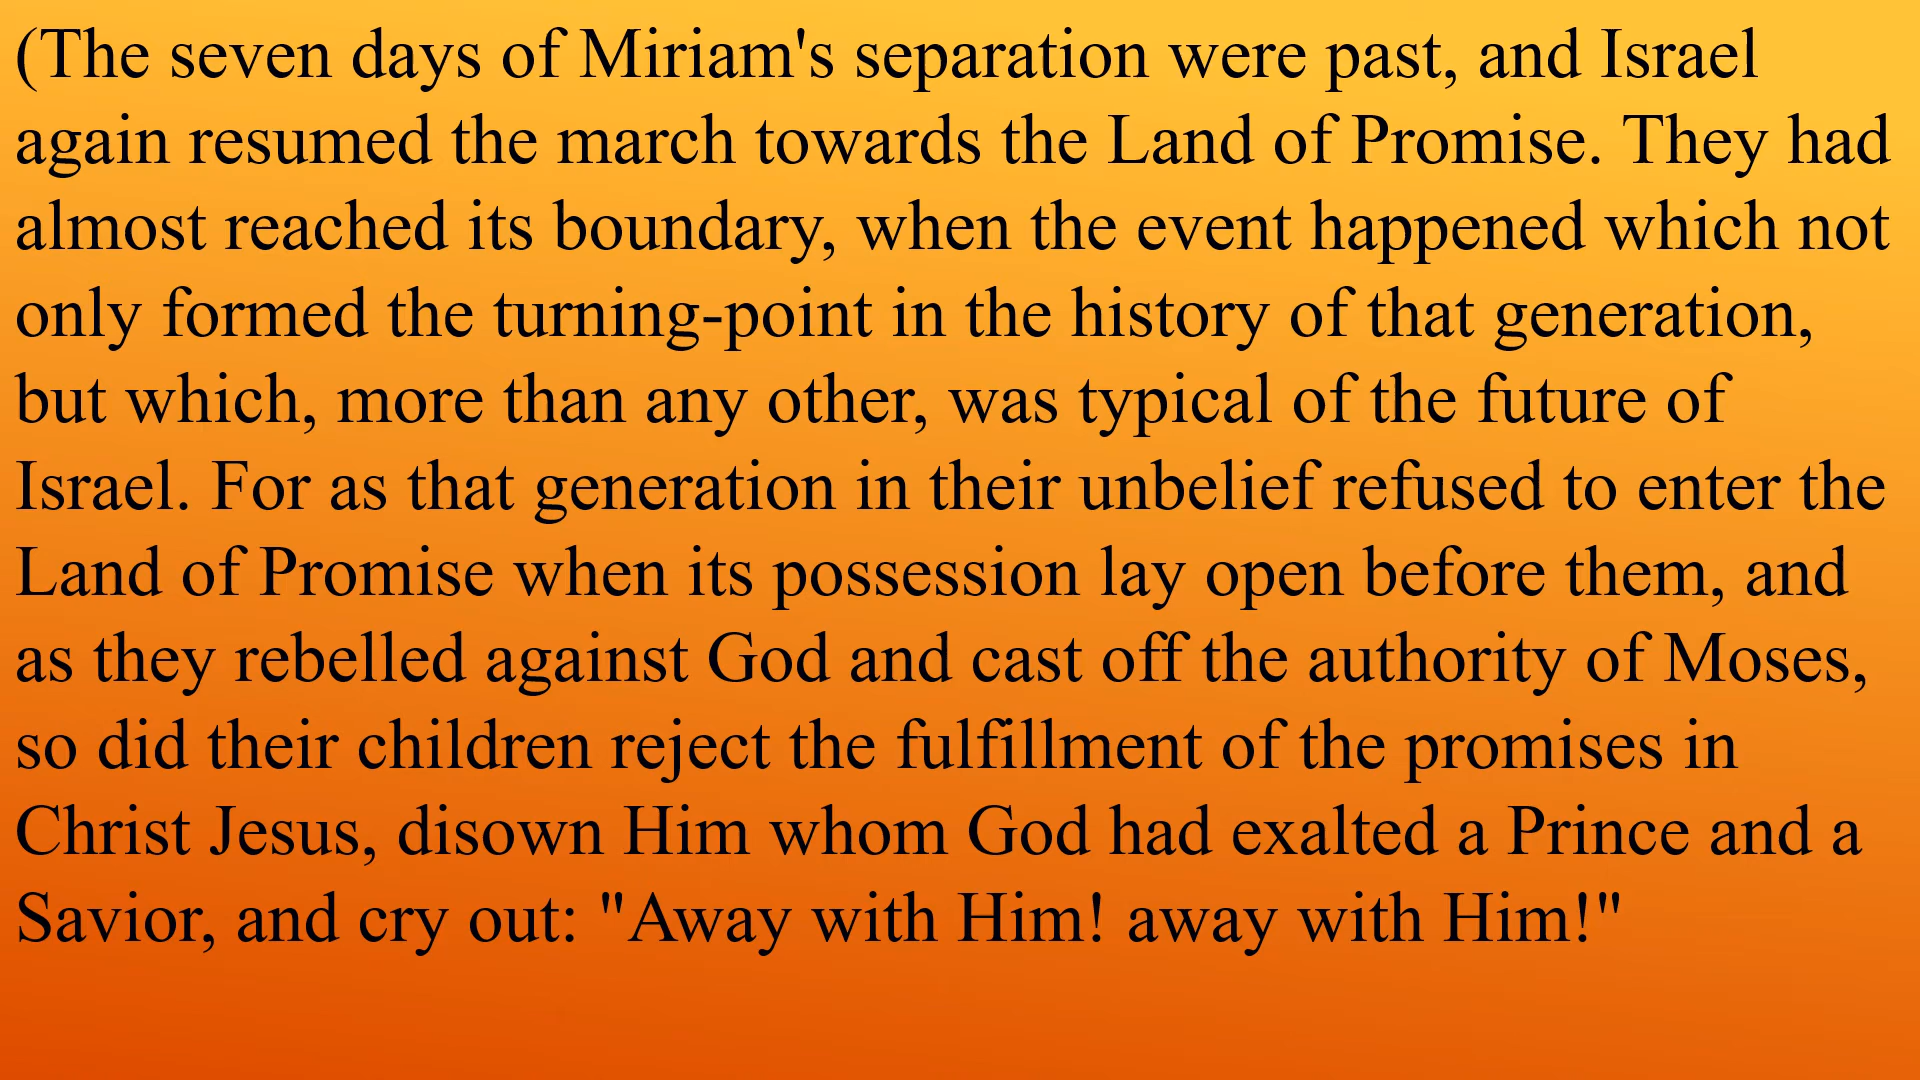 (The seven days of Miriam's separation were past, and Israel
again resumed the march towards the Land of Promise. They had
almost reached its boundary, when the event happened which not
only formed the turning-point in the history of that generation,
but which, more than any other, was typical of the future of
Israel. For as that generation in their unbelief refused to enter the
Land of Promise when its possession lay open before them, and
as they rebelled against God and cast off the authority of Moses,
so did their children reject the fulfillment of the promises in
Christ Jesus, disown Him whom God had exalted a Prince and a
Savior, and cry out: "Away with Him! away with Him!"